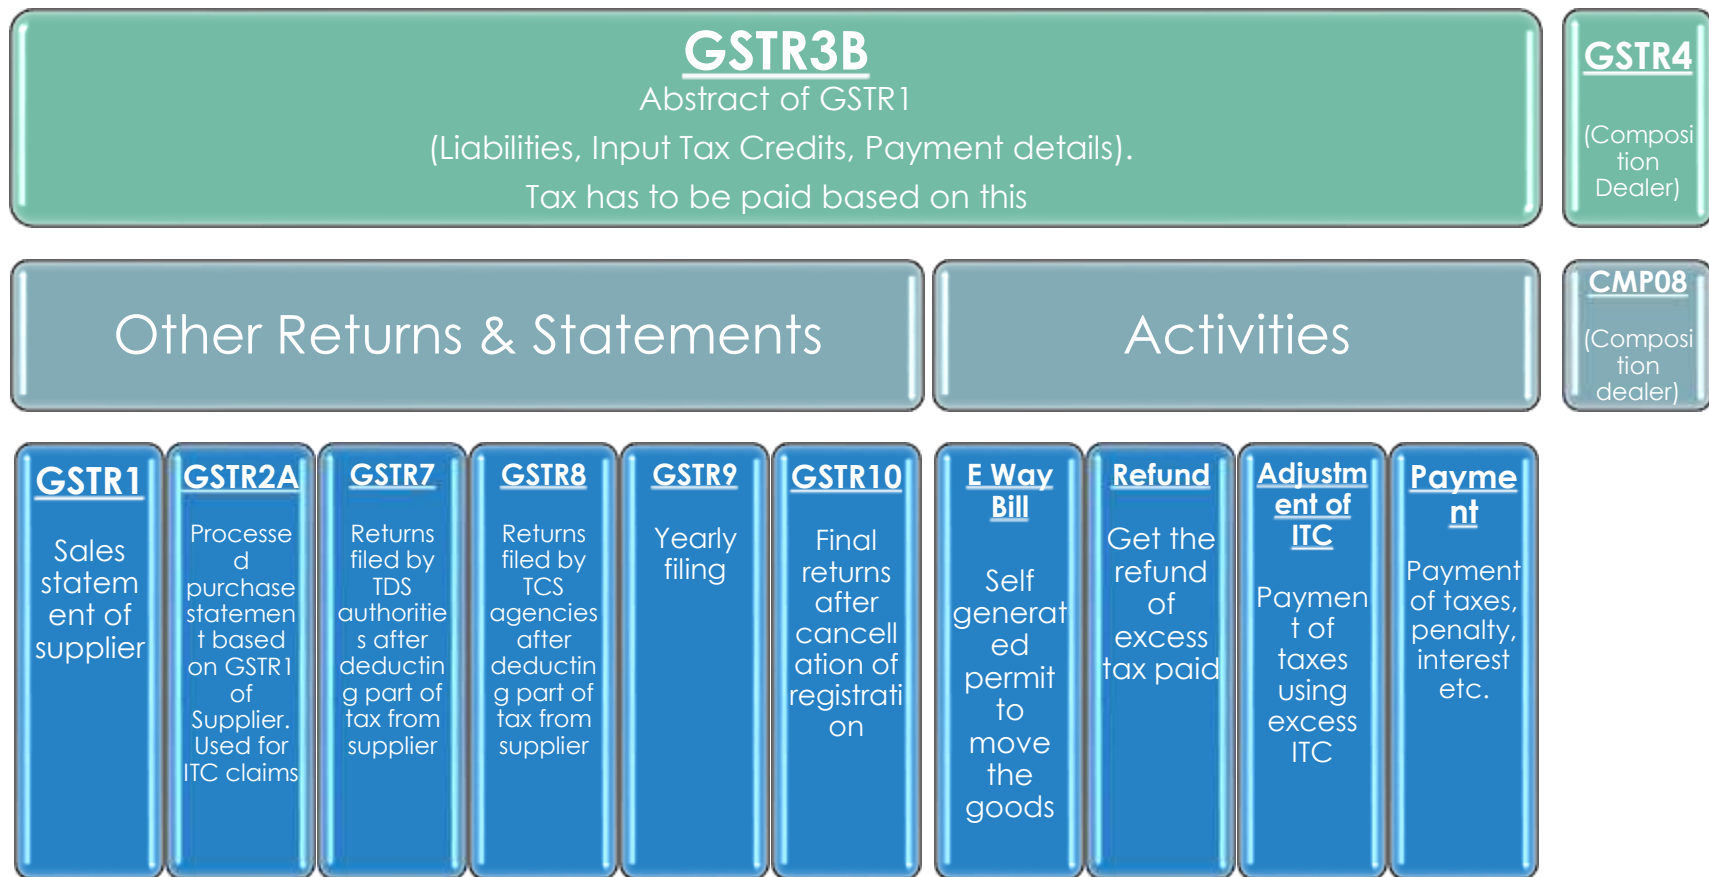 GSTR3B
Abstract of GSTR1
(Liabilities, Input Tax Credits, Payment details).
Tax has to be paid based on this
GSTR4
(Composi
tion
Dealer)
Other Returns & Statements
Activities
CMP08
(Composi
tion
dealer)
GSTR1
Sales
statem
ent of
supplier
GSTR2A
Processe
d
purchase
statemen
t based
on GSTR1
of
Supplier.
Used for
ITC claims
GSTR7
Returns
filed by
TDS
authoritie
s after
deductin
g part of
tax from
supplier
GSTR8
Returns
filed by
TCS
agencies
after
deductin
g part of
tax from
supplier
GSTR9
Yearly
filing
GSTR10
Final
returns
after
cancell
ation of
registrati
on
E Way
Bill
Self
generat
ed
permit
to
move
the
goods
Refund
Get the
refund
of
excess
tax paid
Adjustm
ent of
ITC
Paymen
t of
taxes
using
excess
ITC
Payme
nt
Payment
of taxes,
penalty,
interest
etc.